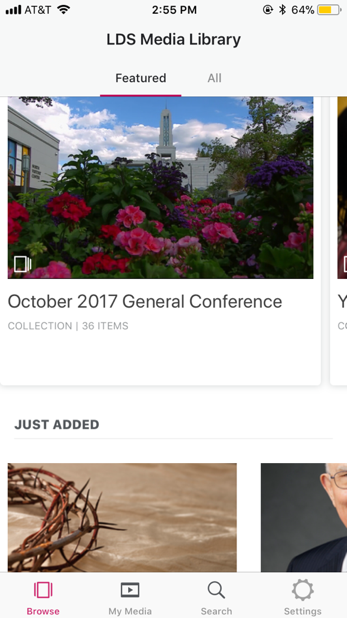 AT&T 2:55 PM 64%
LDS Media Library
Featured All
October 2017 General Conference
COLLECTION | 36 ITEMS
JUST ADDED
Browse My Media Search Settings